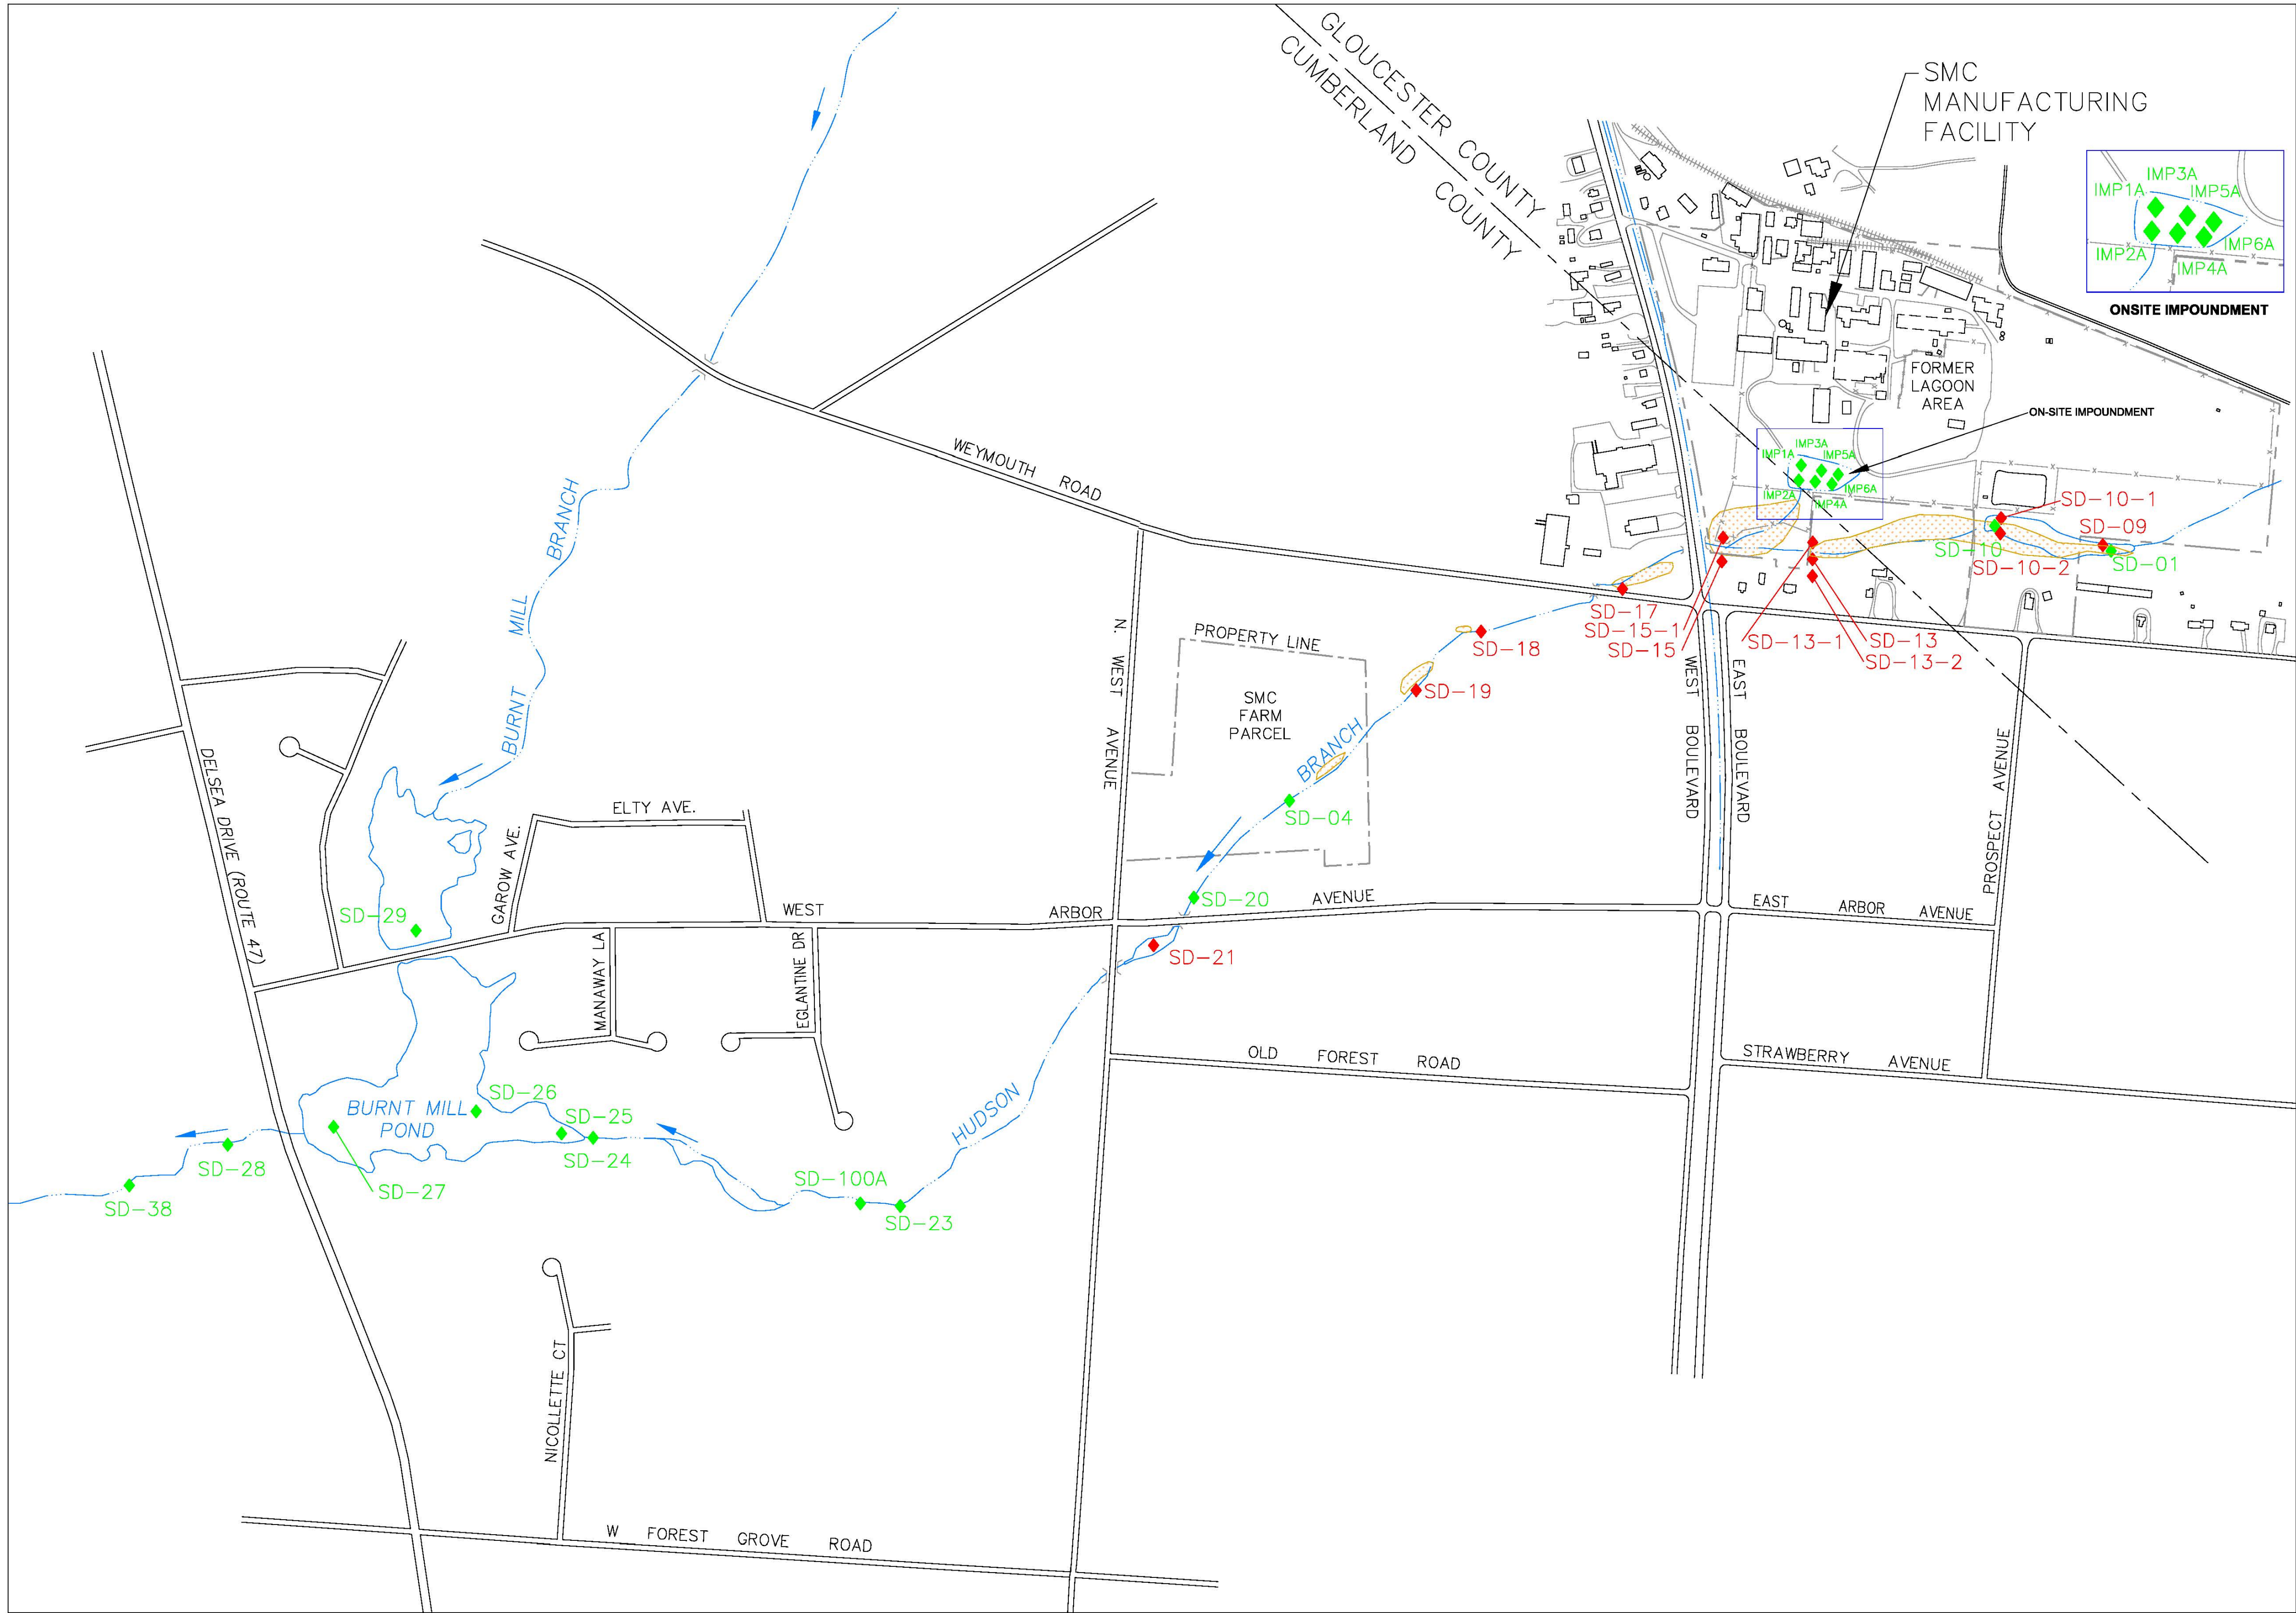 GLOUCESTER COUNTY
CUMBERLAND COUNTY
SMC
MANUFACTURING
FACILITY
IMP3A
IMP1A
IMP5A
IMP2A
IMP6A
IMP4A
ONSITE IMPOUNDMENT
FORMER
LAGOON
AREA
ON-SITE IMPOUNDMENT
IMP3A
IMP1A
IMP5A
IMP2A
IMP6A
IMP4A
WEYMOUTH ROAD
BURNT MILL BRANCH
SD-10-1
SD-09
SD-10
SD-10-2
SD-01
SD-17
SD-15-1
SD-15
SD-13-1
SD-13
SD-13-2
SD-18
SD-19
PROPERTY LINE
SMC
FARM
PARCEL
N. WEST AVENUE
WEST BOULEVARD
EAST BOULEVARD
PROSPECT AVENUE
DELSEA DRIVE (ROUTE 47)
HUDSON BRANCH
SD-04
ELTY AVE.
GAROW AVE.
SD-29
SD-20
WEST ARBOR AVENUE
EAST ARBOR AVENUE
SD-21
MANAWAY LA
EGLANTINE DR
OLD FOREST ROAD
STRAWBERRY AVENUE
BURNT MILL
POND
SD-26
SD-25
SD-24
SD-28
SD-27
SD-38
SD-100A
SD-23
NICOLLETTE CT
W FOREST GROVE ROAD